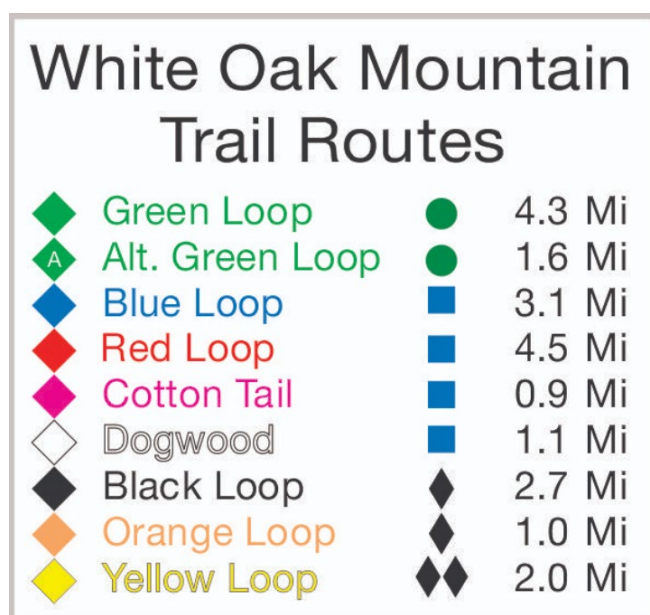 White Oak Mountain
Trail Routes
Green Loop 4.3 Mi
A Alt. Green Loop 1.6 Mi
Blue Loop 3.1 Mi
Red Loop 4.5 Mi
Cotton Tail 0.9 Mi
Dogwood 1.1 Mi
Black Loop 2.7 Mi
Orange Loop 1.0 Mi
Yellow Loop 2.0 Mi